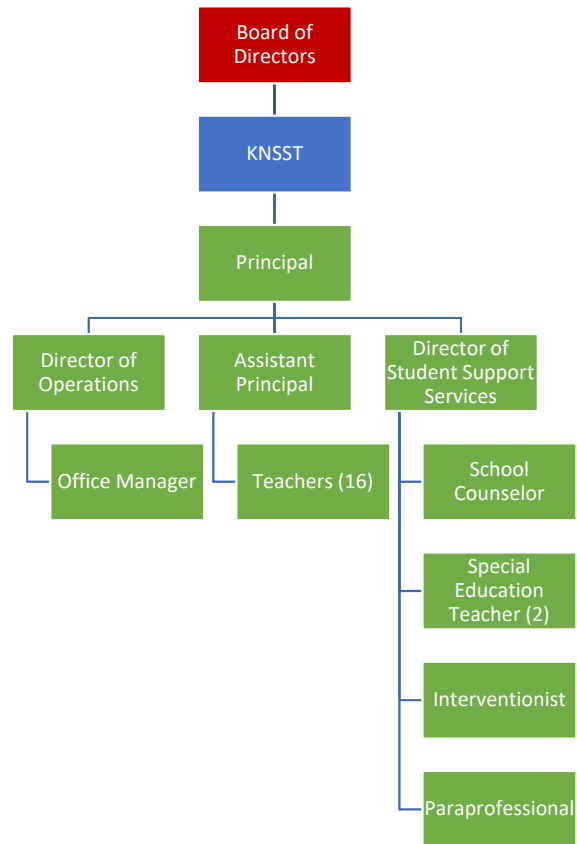 Board of
Directors
KNSST
Principal
Director of
Operations
Assistant
Principal
Director of
Student Support
Services
Office Manager
Teachers (16)
School
Counselor
Special
Education
Teacher (2)
Interventionist
Paraprofessional